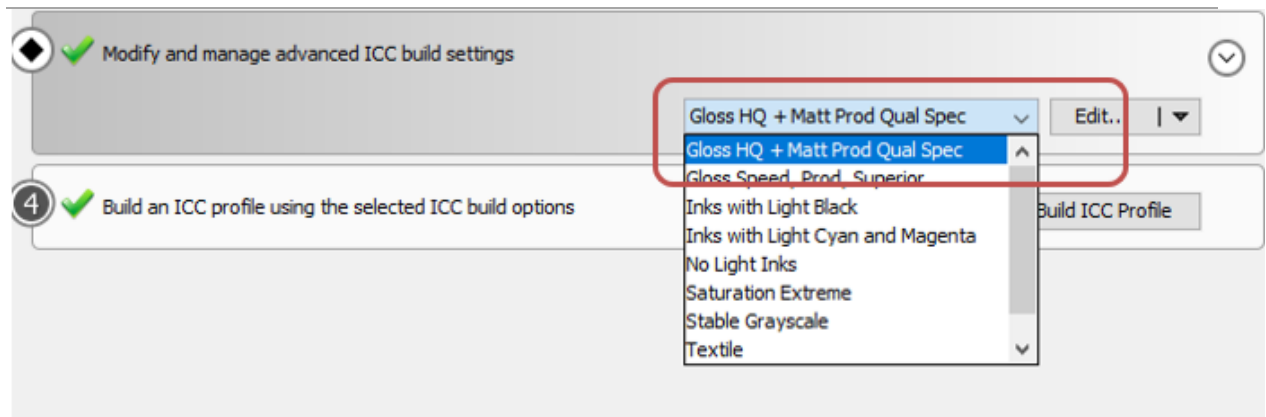 Modify and manage advanced ICC build settings
Gloss HQ + Matt Prod Qual Spec
Edit..
Gloss HQ + Matt Prod Qual Spec
Gloss Speed, Prod, Superior
Inks with Light Black
4
Build an ICC profile using the selected ICC build options
Build ICC Profile
Inks with Light Cyan and Magenta
No Light Inks
Saturation Extreme
Stable Grayscale
Textile